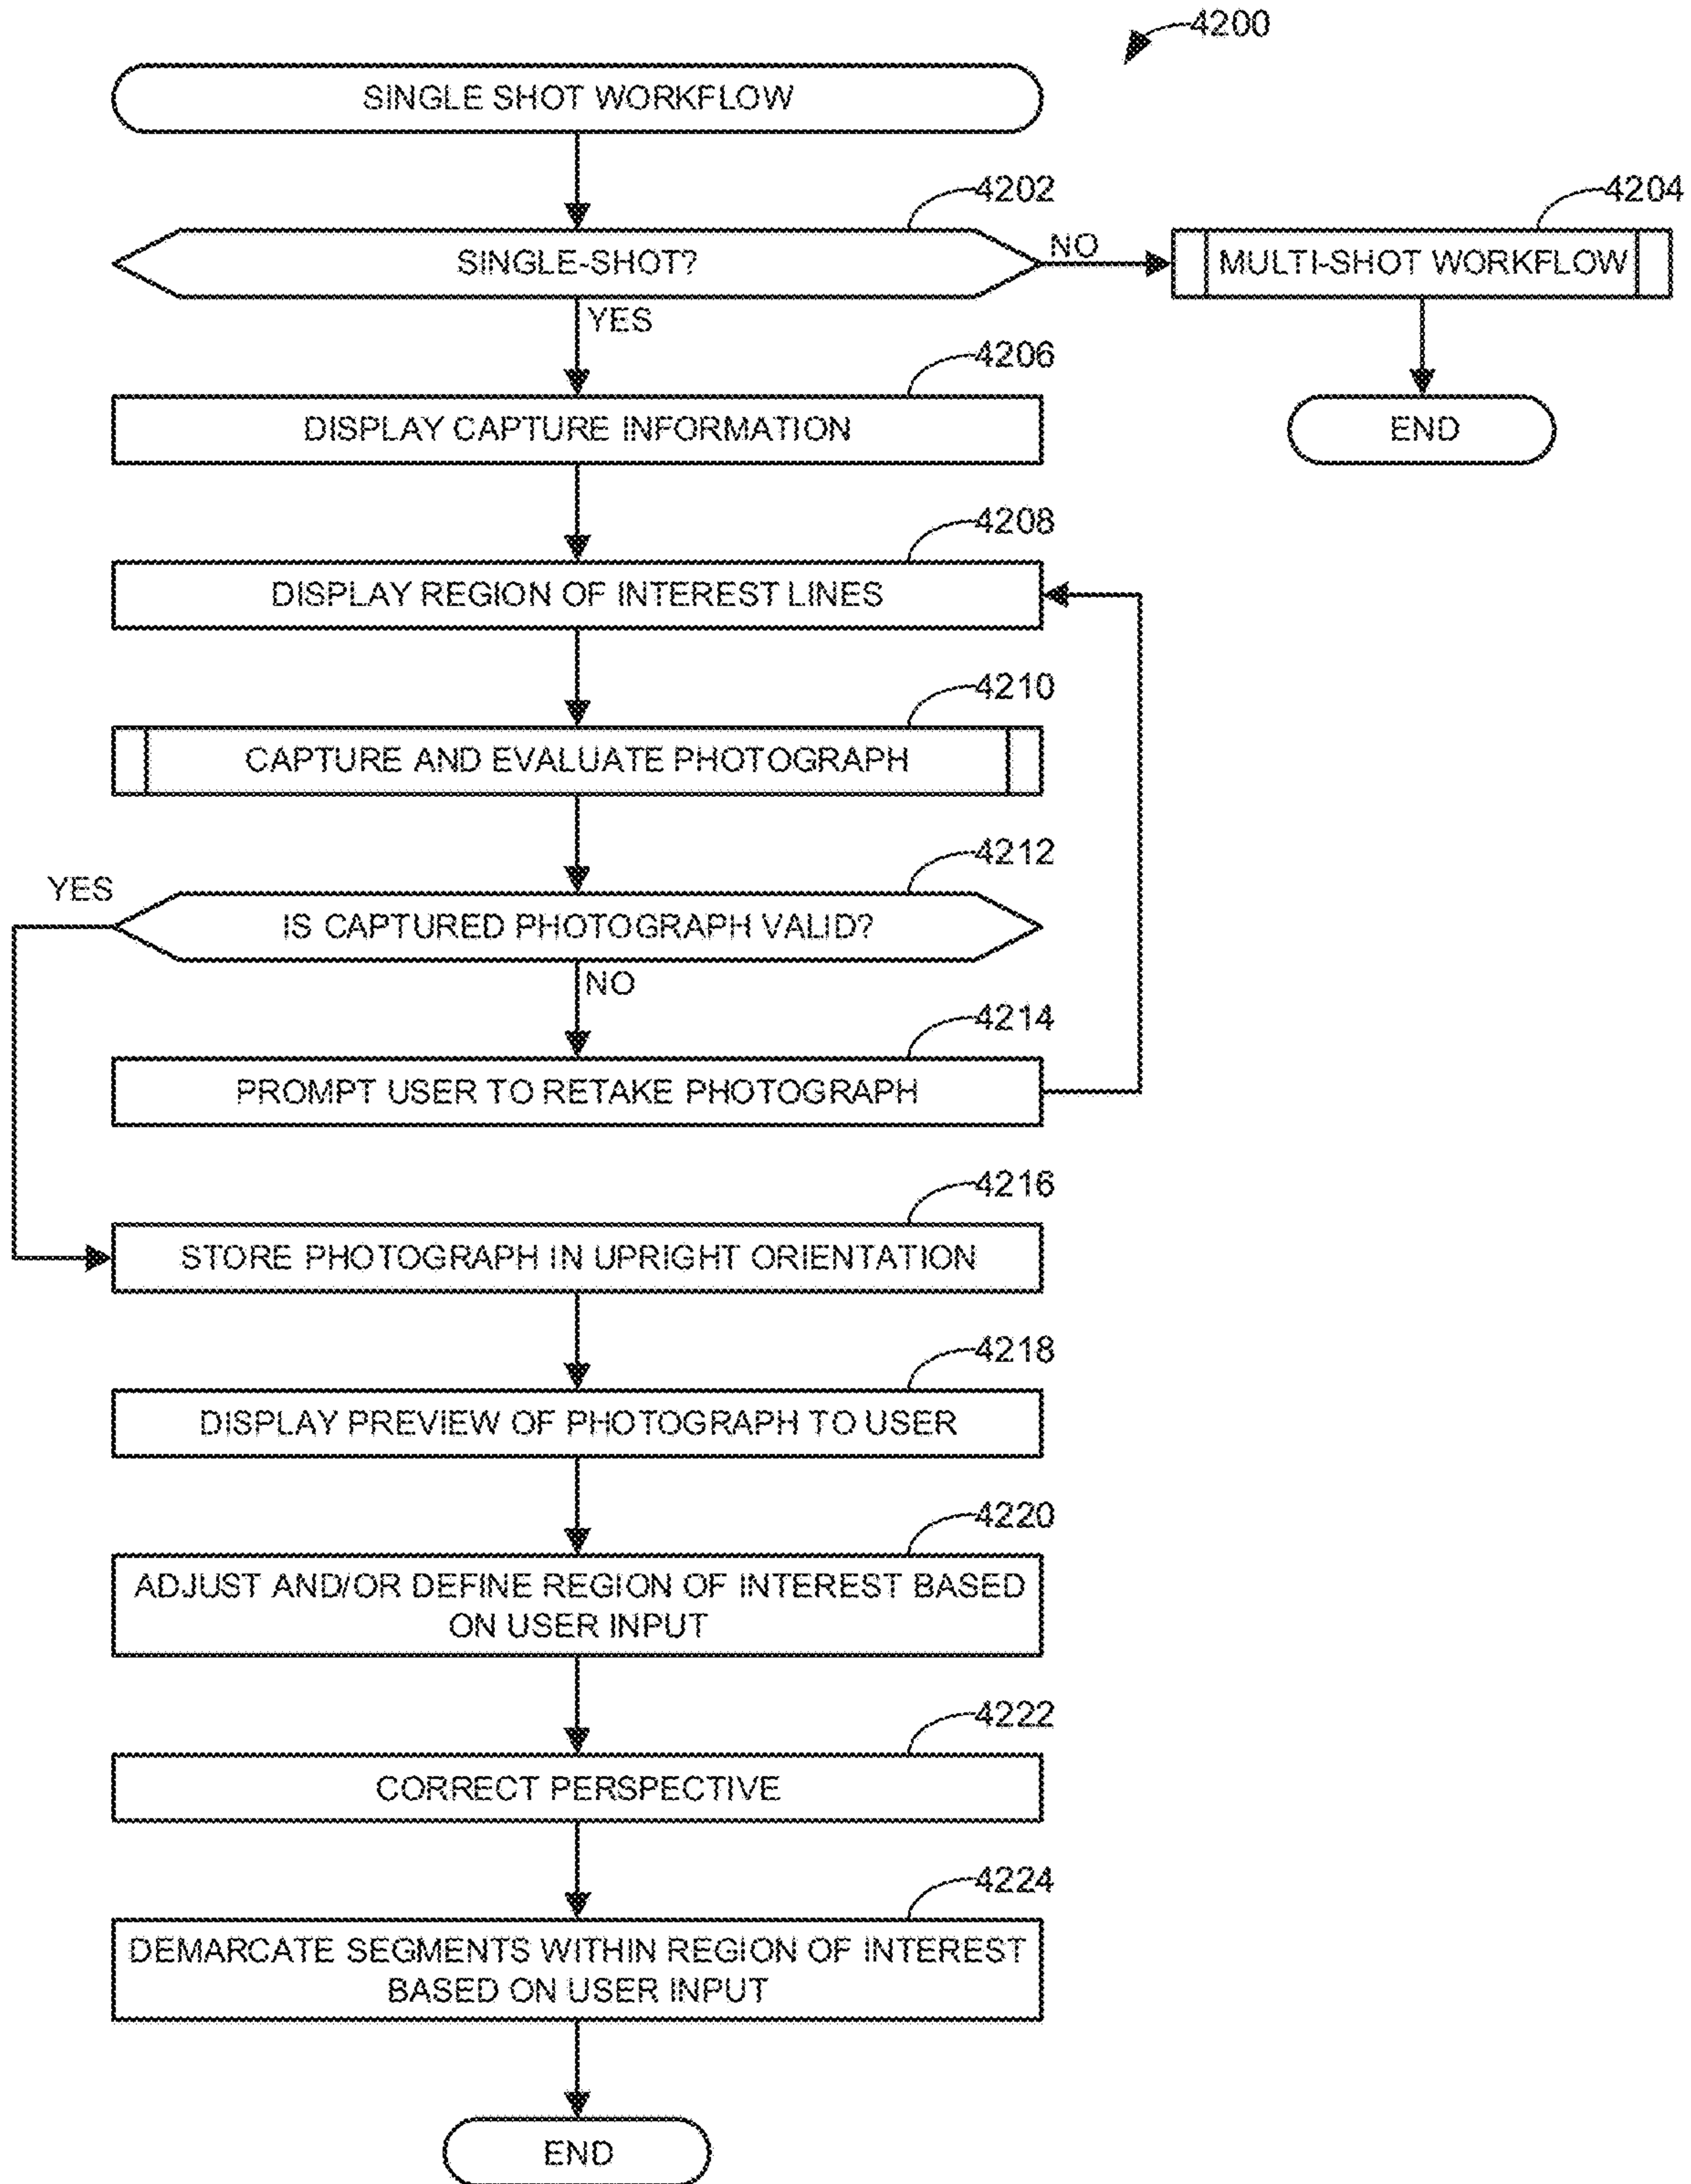 4200
SINGLE SHOT WORKFLOW
4202
4204
SINGLE-SHOT?
NO
MULTI-SHOT WORKFLOW
YES
4206
DISPLAY CAPTURE INFORMATION
END
4208
DISPLAY REGION OF INTEREST LINES
4210
CAPTURE AND EVALUATE PHOTOGRAPH
4212
YES
IS CAPTURED PHOTOGRAPH VALID?
NO
4214
PROMPT USER TO RETAKE PHOTOGRAPH
4216
STORE PHOTOGRAPH IN UPRIGHT ORIENTATION
4218
DISPLAY PREVIEW OF PHOTOGRAPH TO USER
4220
ADJUST AND/OR DEFINE REGION OF INTEREST BASED
ON USER INPUT
4222
CORRECT PERSPECTIVE
4224
DEMARCATE SEGMENTS WITHIN REGION OF INTEREST
BASED ON USER INPUT
END